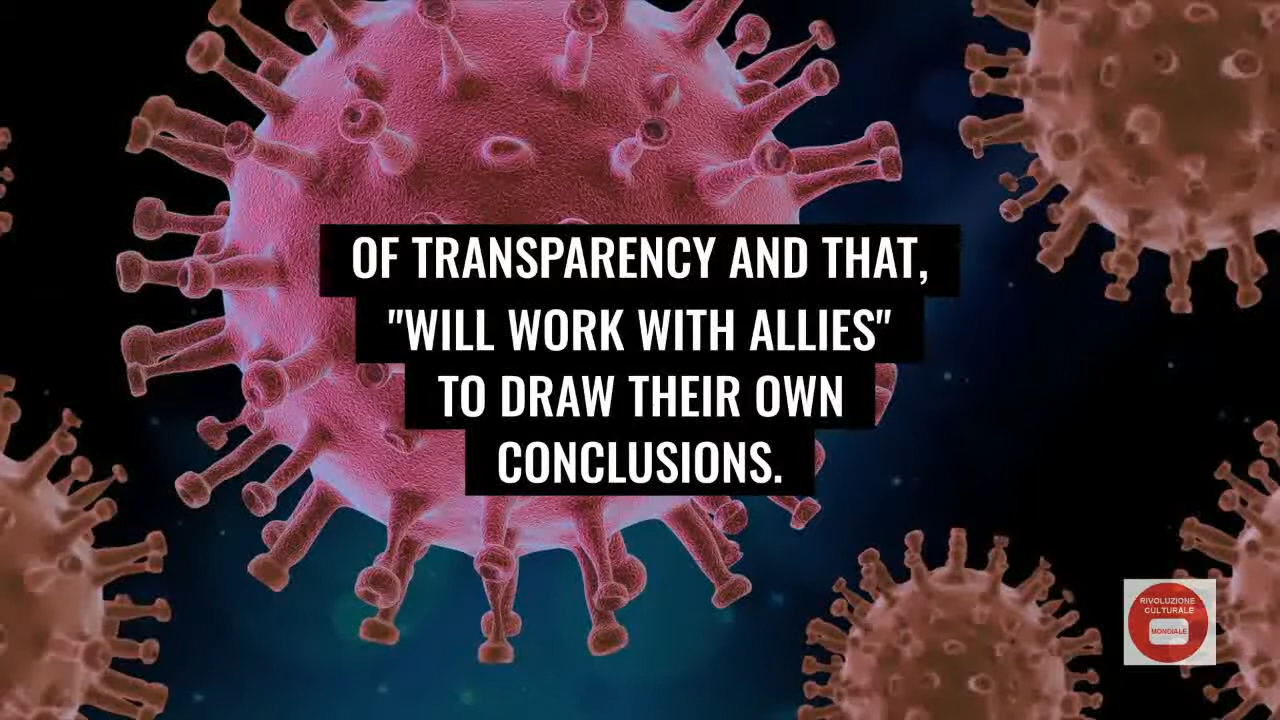 OF TRANSPARENCY AND THAT,
"WILL WORK WITH ALLIES"
TO DRAW THEIR OWN
CONCLUSIONS.
RIVOLUZIONE
CULTURALE
MONDIALE